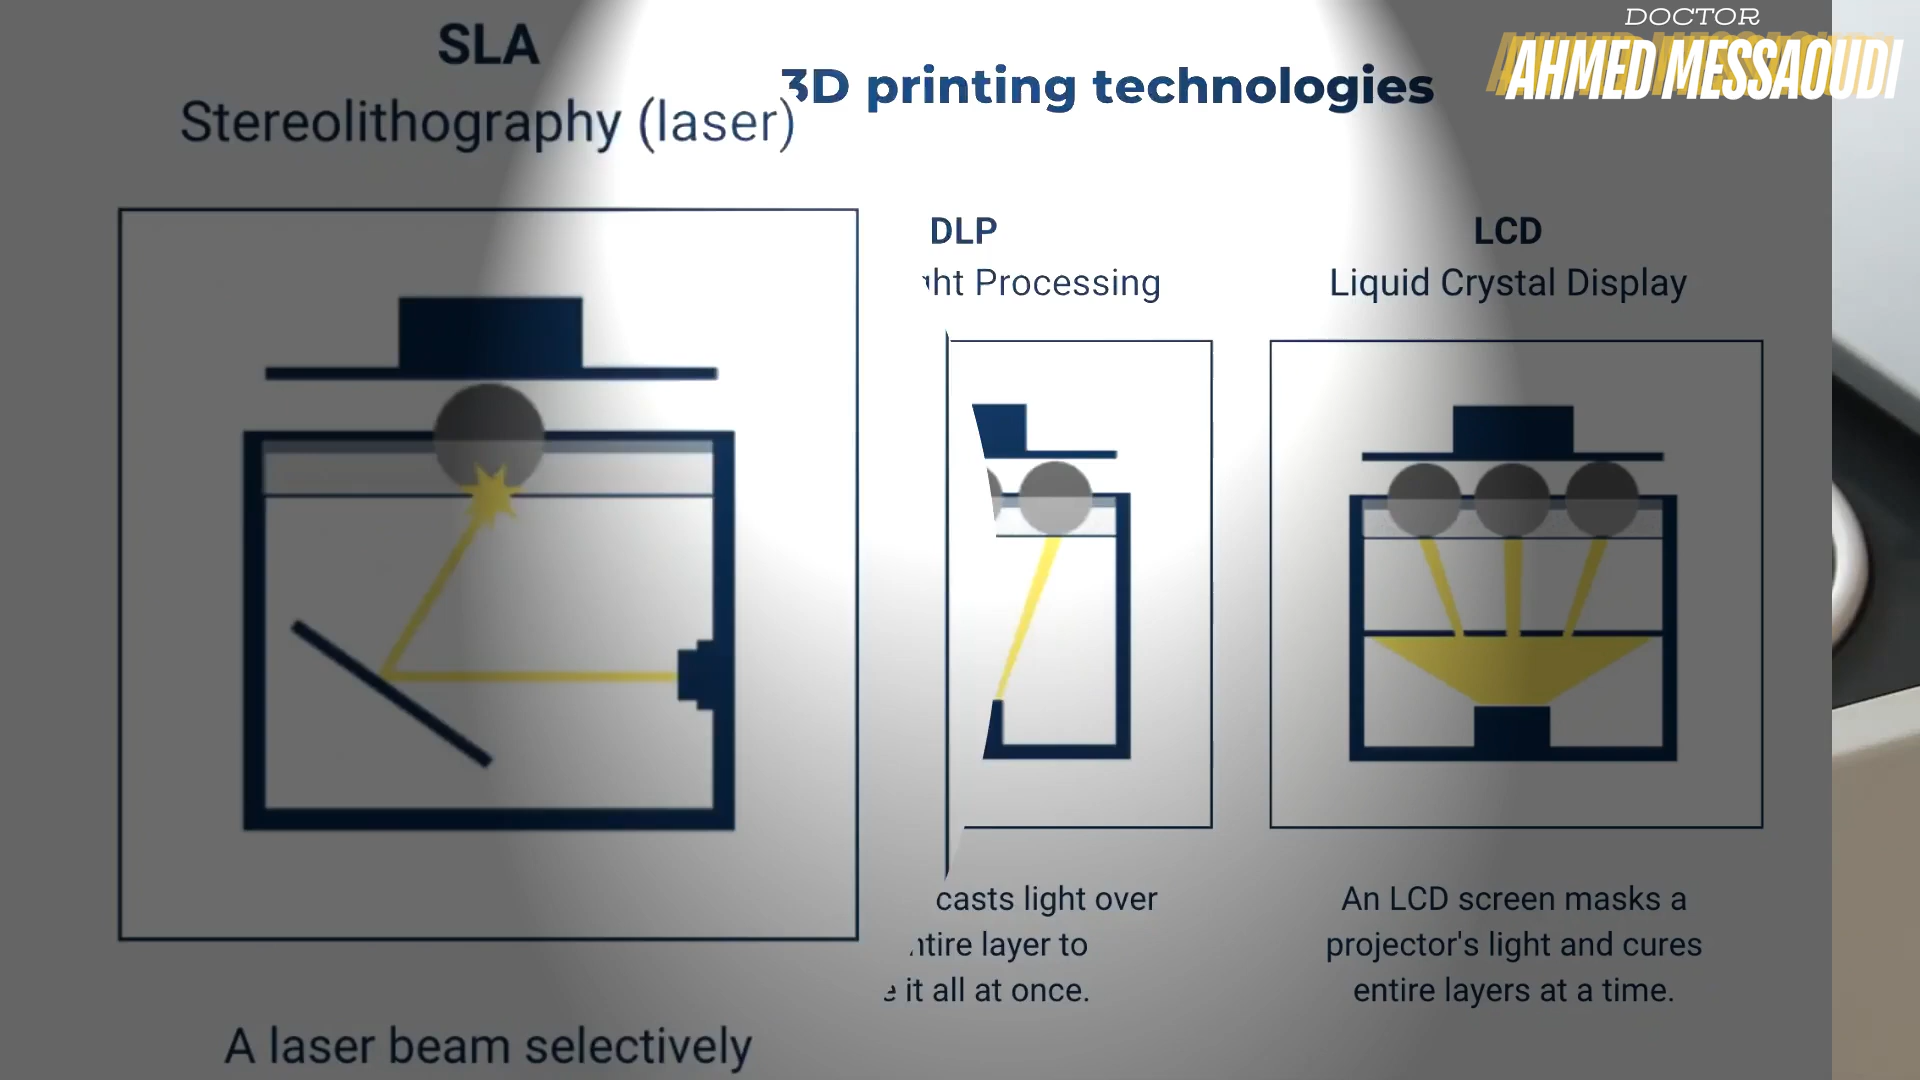 DOCTOR
AHMED MESSAOUDI
3D printing technologies
SLA
Stereolithography (laser)
A laser beam selectively
DLP
Processing
casts light over
layer to
it all at once.
LCD
Liquid Crystal Display
An LCD screen masks a
projector's light and cures
entire layers at a time.